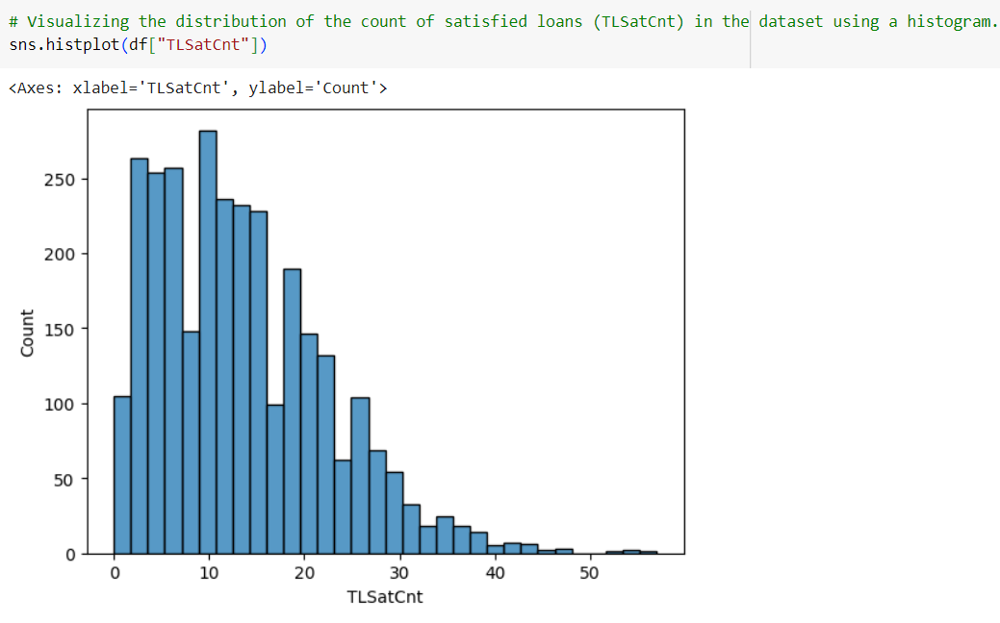 # Visualizing the distribution of the count of satisfied loans (TLSatCnt) in the dataset using a histogram.
sns.histplot(df["TLSatCnt"])
<Axes: xlabel='TLSatCnt', ylabel='Count'>
250
200
150
100
50
0
Count
0 10 20 30 40 50
TLSatCnt